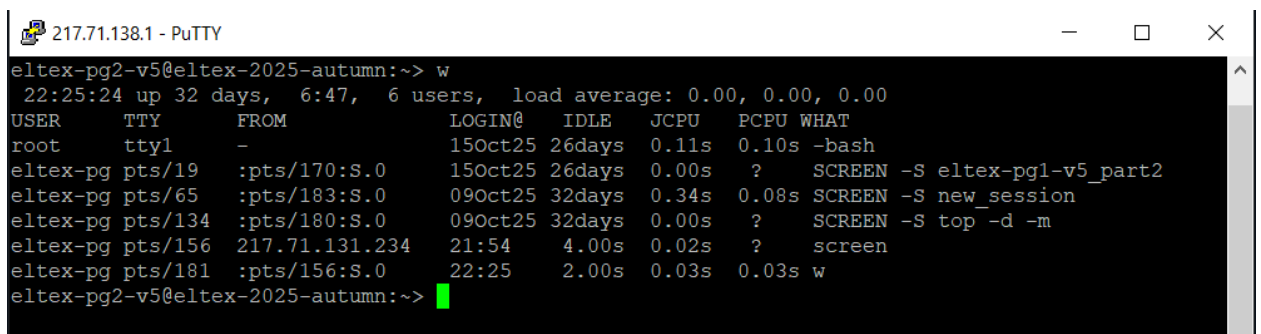 217.71.138.1 - PuTTY
eltex-pg2-v5@eltex-2025-autumn:~> w
 22:25:24 up 32 days,  6:47,  6 users,  load average: 0.00, 0.00, 0.00
USER     TTY      FROM             LOGIN@   IDLE   JCPU   PCPU WHAT
root     tty1     -                15Oct25 26days  0.11s  0.10s -bash
eltex-pg pts/19   :pts/170:S.0     15Oct25 26days  0.00s   ?    SCREEN -S eltex-pg1-v5_part2
eltex-pg pts/65   :pts/183:S.0     09Oct25 32days  0.34s  0.08s SCREEN -S new_session
eltex-pg pts/134  :pts/180:S.0     09Oct25 32days  0.00s   ?    SCREEN -S top -d -m
eltex-pg pts/156  217.71.131.234   21:54    4.00s  0.02s   ?    screen
eltex-pg pts/181  :pts/156:S.0     22:25    2.00s  0.03s  0.03s w
eltex-pg2-v5@eltex-2025-autumn:~>